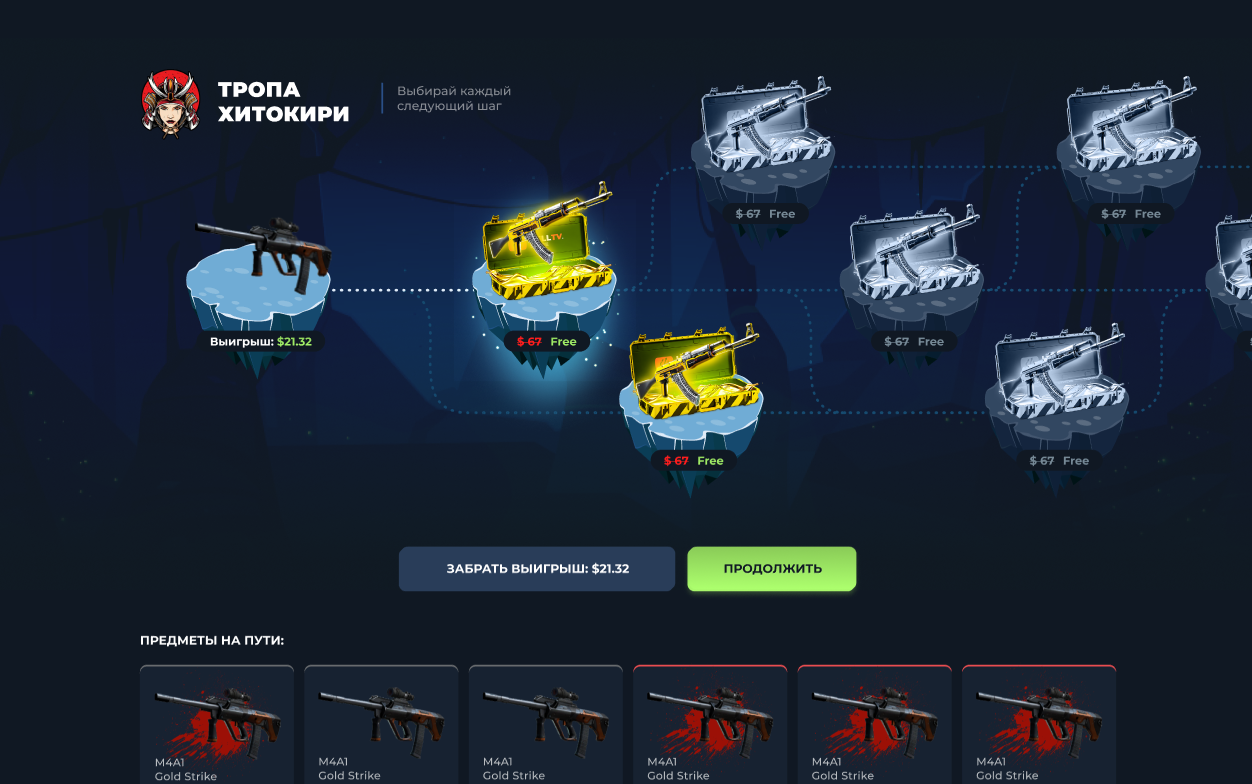 ТРОПА
ХИТОКИРИ
Выбирай каждый
следующий шаг
$ 67 Free
$ 67 Free
TV.
Выигрыш: $21.32
$ 67 Free
$ 67 Free
$ 67 Free
$ 67 Free
ЗАБРАТЬ ВЫИГРЫШ: $21.32
ПРОДОЛЖИТЬ
ПРЕДМЕТЫ НА ПУТИ:
M4A1
Gold Strike
M4A1
Gold Strike
M4A1
Gold Strike
M4A1
Gold Strike
M4A1
Gold Strike
M4A1
Gold Strike